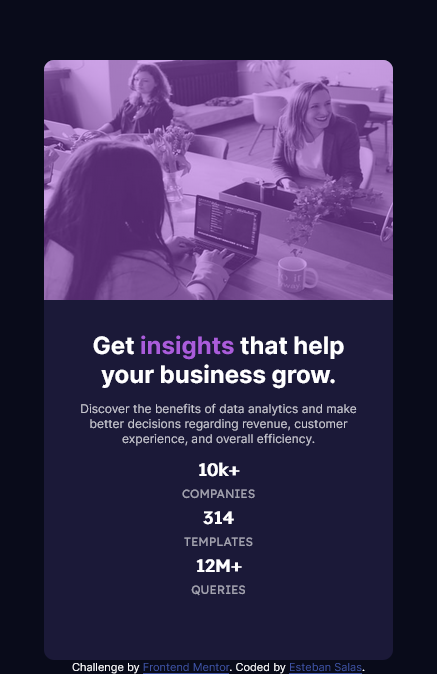 Get insights that help
your business grow.
Discover the benefits of data analytics and make
better decisions regarding revenue, customer
experience, and overall efficiency.
10k+
COMPANIES
314
TEMPLATES
12M+
QUERIES
Challenge by Frontend Mentor. Coded by Esteban Salas.